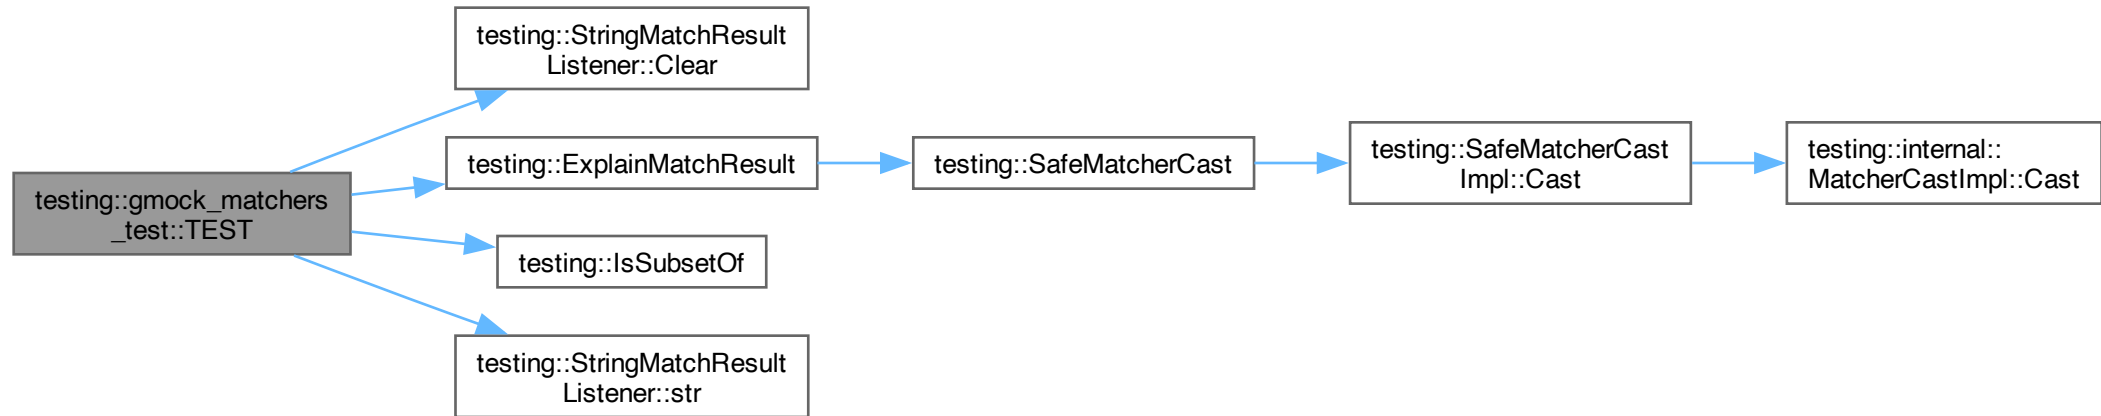 testing::StringMatchResult
Listener::Clear
testing::ExplainMatchResult
testing::SafeMatcherCast
testing::SafeMatcherCast
Impl::Cast
testing::internal::
MatcherCastImpl::Cast
testing::gmock_matchers
_test::TEST
testing::IsSubsetOf
testing::StringMatchResult
Listener::str